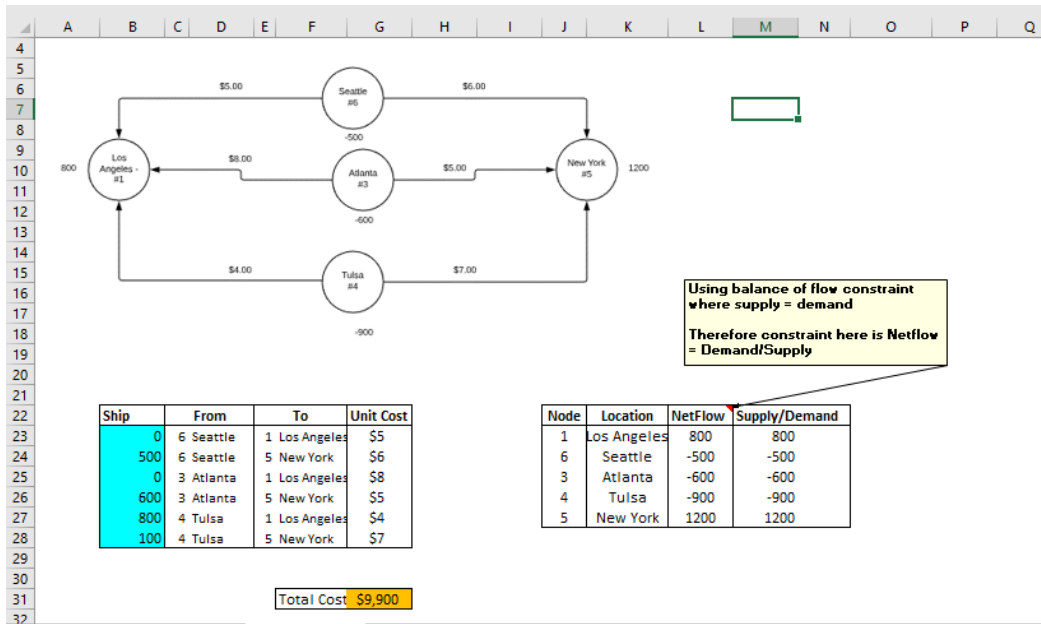 A B C D E F G H I J K L M N O P Q
4
5
6
7
8
9
10
11
12
13
14
15
16
17
18
19
20
21
22
23
24
25
26
27
28
29
30
31
32
$5.00
Seattle
#6
$6.00
-500
800
Los
Angeles -
#1
$8.00
Atlanta
#3
$5.00
New York
#5
1200
-600
$4.00
Tulsa
#4
$7.00
-900
Using balance of flow constraint
where supply = demand
Therefore constraint here is Netflow
= Demand/Supply
Ship From To Unit Cost
0 6 Seattle 1 Los Angeles $5
500 6 Seattle 5 New York $6
0 3 Atlanta 1 Los Angeles $8
600 3 Atlanta 5 New York $5
800 4 Tulsa 1 Los Angeles $4
100 4 Tulsa 5 New York $7
Total Cost $9,900
Node Location NetFlow Supply/Demand
1 Los Angeles 800 800
6 Seattle -500 -500
3 Atlanta -600 -600
4 Tulsa -900 -900
5 New York 1200 1200